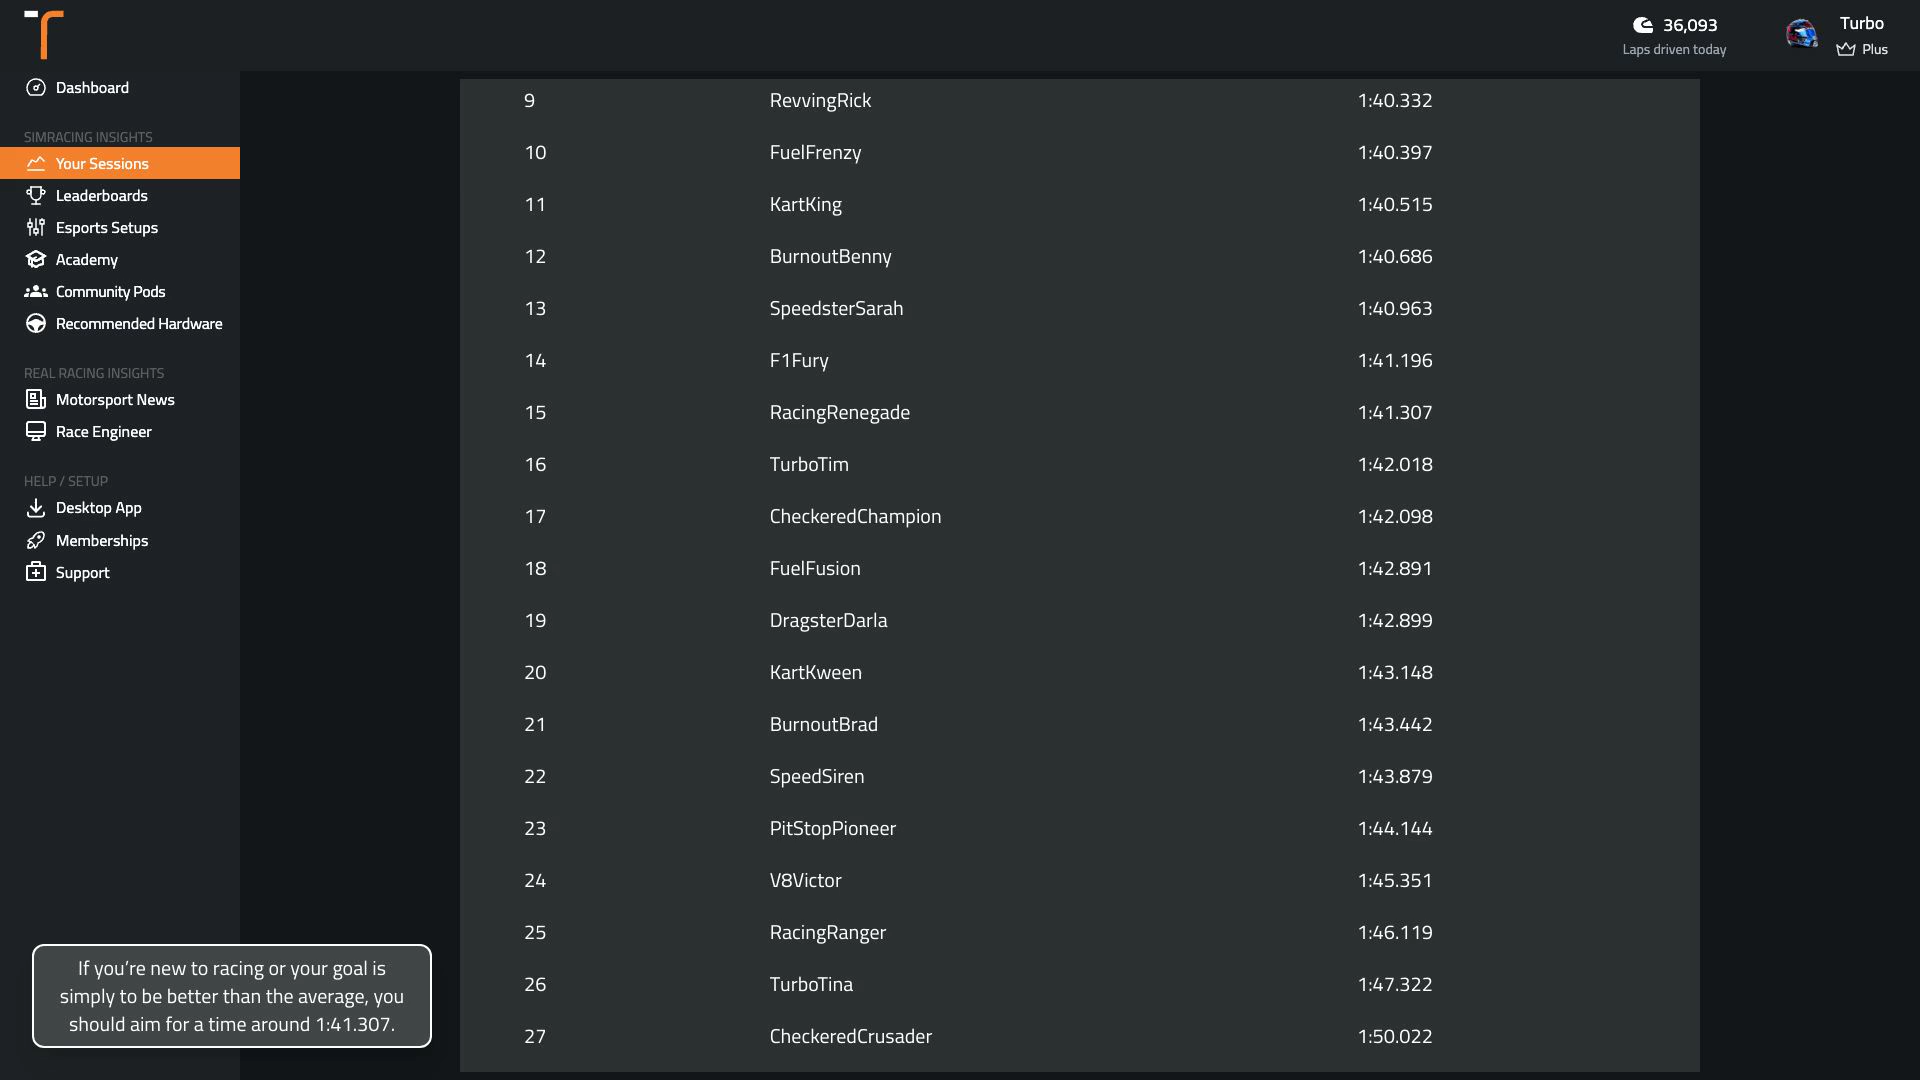 36,093
Laps driven today
Turbo
Plus
Dashboard
SIMRACING INSIGHTS
Your Sessions
Leaderboards
Esports Setups
Academy
Community Pods
Recommended Hardware
REAL RACING INSIGHTS
Motorsport News
Race Engineer
HELP / SETUP
Desktop App
Memberships
Support
9 RevvingRick 1:40.332
10 FuelFrenzy 1:40.397
11 KartKing 1:40.515
12 BurnoutBenny 1:40.686
13 SpeedsterSarah 1:40.963
14 F1Fury 1:41.196
15 RacingRenegade 1:41.307
16 TurboTim 1:42.018
17 CheckeredChampion 1:42.098
18 FuelFusion 1:42.891
19 DragsterDarla 1:42.899
20 KartKween 1:43.148
21 BurnoutBrad 1:43.442
22 SpeedSiren 1:43.879
23 PitStopPioneer 1:44.144
24 V8Victor 1:45.351
25 RacingRanger 1:46.119
26 TurboTina 1:47.322
27 CheckeredCrusader 1:50.022
If you’re new to racing or your goal is
simply to be better than the average, you
should aim for a time around 1:41.307.